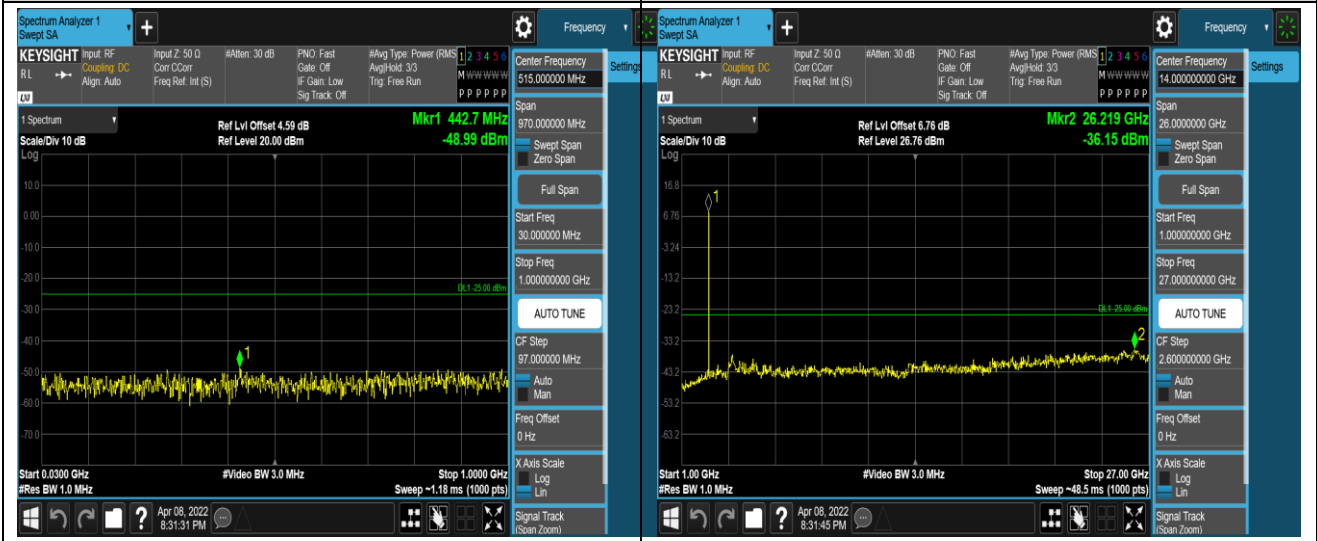 Spectrum Analyzer 1
Swept SA
+
Frequency
KEYSIGHT
RL
LXI
Input: RF
Coupling: DC
Align: Auto
Input Z: 50 Ω
Corr CCorr
Freq Ref: Int (S)
#Atten: 30 dB
PNO: Fast
Gate: Off
IF Gain: Low
Sig Track: Off
#Avg Type: Power (RMS
Avg|Hold: 3/3
Trig: Free Run
1 2 3 4 5 6
M W W W W W
P P P P P P
Center Frequency
515.000000 MHz
Settings
1 Spectrum
Scale/Div 10 dB
Log
Ref Lvl Offset 4.59 dB
Ref Level 20.00 dBm
Mkr1 442.7 MHz
-48.99 dBm
Span
970.000000 MHz
Swept Span
Zero Span
Full Span
Start Freq
30.000000 MHz
Stop Freq
1.000000000 GHz
AUTO TUNE
CF Step
97.000000 MHz
Auto
Man
Freq Offset
0 Hz
X Axis Scale
Log
Lin
Signal Track
(Span Zoom)
10.0
0.00
-10.0
-20.0
-30.0
-40.0
-50.0
-60.0
-70.0
DL1 -25.00 dBm
1
Start 0.0300 GHz
#Res BW 1.0 MHz
#Video BW 3.0 MHz
Stop 1.0000 GHz
Sweep ~1.18 ms (1000 pts)
?
Apr 08, 2022
8:31:31 PM
Spectrum Analyzer 1
Swept SA
+
Frequency
KEYSIGHT
RL
LXI
Input: RF
Coupling: DC
Align: Auto
Input Z: 50 Ω
Corr CCorr
Freq Ref: Int (S)
#Atten: 30 dB
PNO: Fast
Gate: Off
IF Gain: Low
Sig Track: Off
#Avg Type: Power (RMS
Avg|Hold: 3/3
Trig: Free Run
1 2 3 4 5 6
M W W W W W
P P P P P P
Center Frequency
14.000000000 GHz
Settings
1 Spectrum
Scale/Div 10 dB
Log
Ref Lvl Offset 6.76 dB
Ref Level 26.76 dBm
Mkr2 26.219 GHz
-36.15 dBm
Span
26.0000000 GHz
Swept Span
Zero Span
Full Span
Start Freq
1.000000000 GHz
Stop Freq
27.00000000 GHz
AUTO TUNE
CF Step
2.600000000 GHz
Auto
Man
Freq Offset
0 Hz
X Axis Scale
Log
Lin
Signal Track
(Span Zoom)
16.8
6.76
-3.24
-13.2
-23.2
-33.2
-43.2
-53.2
-63.2
1
DL1 -25.00 dBm
2
Start 1.00 GHz
#Res BW 1.0 MHz
#Video BW 3.0 MHz
Stop 27.00 GHz
Sweep ~48.5 ms (1000 pts)
?
Apr 08, 2022
8:31:45 PM